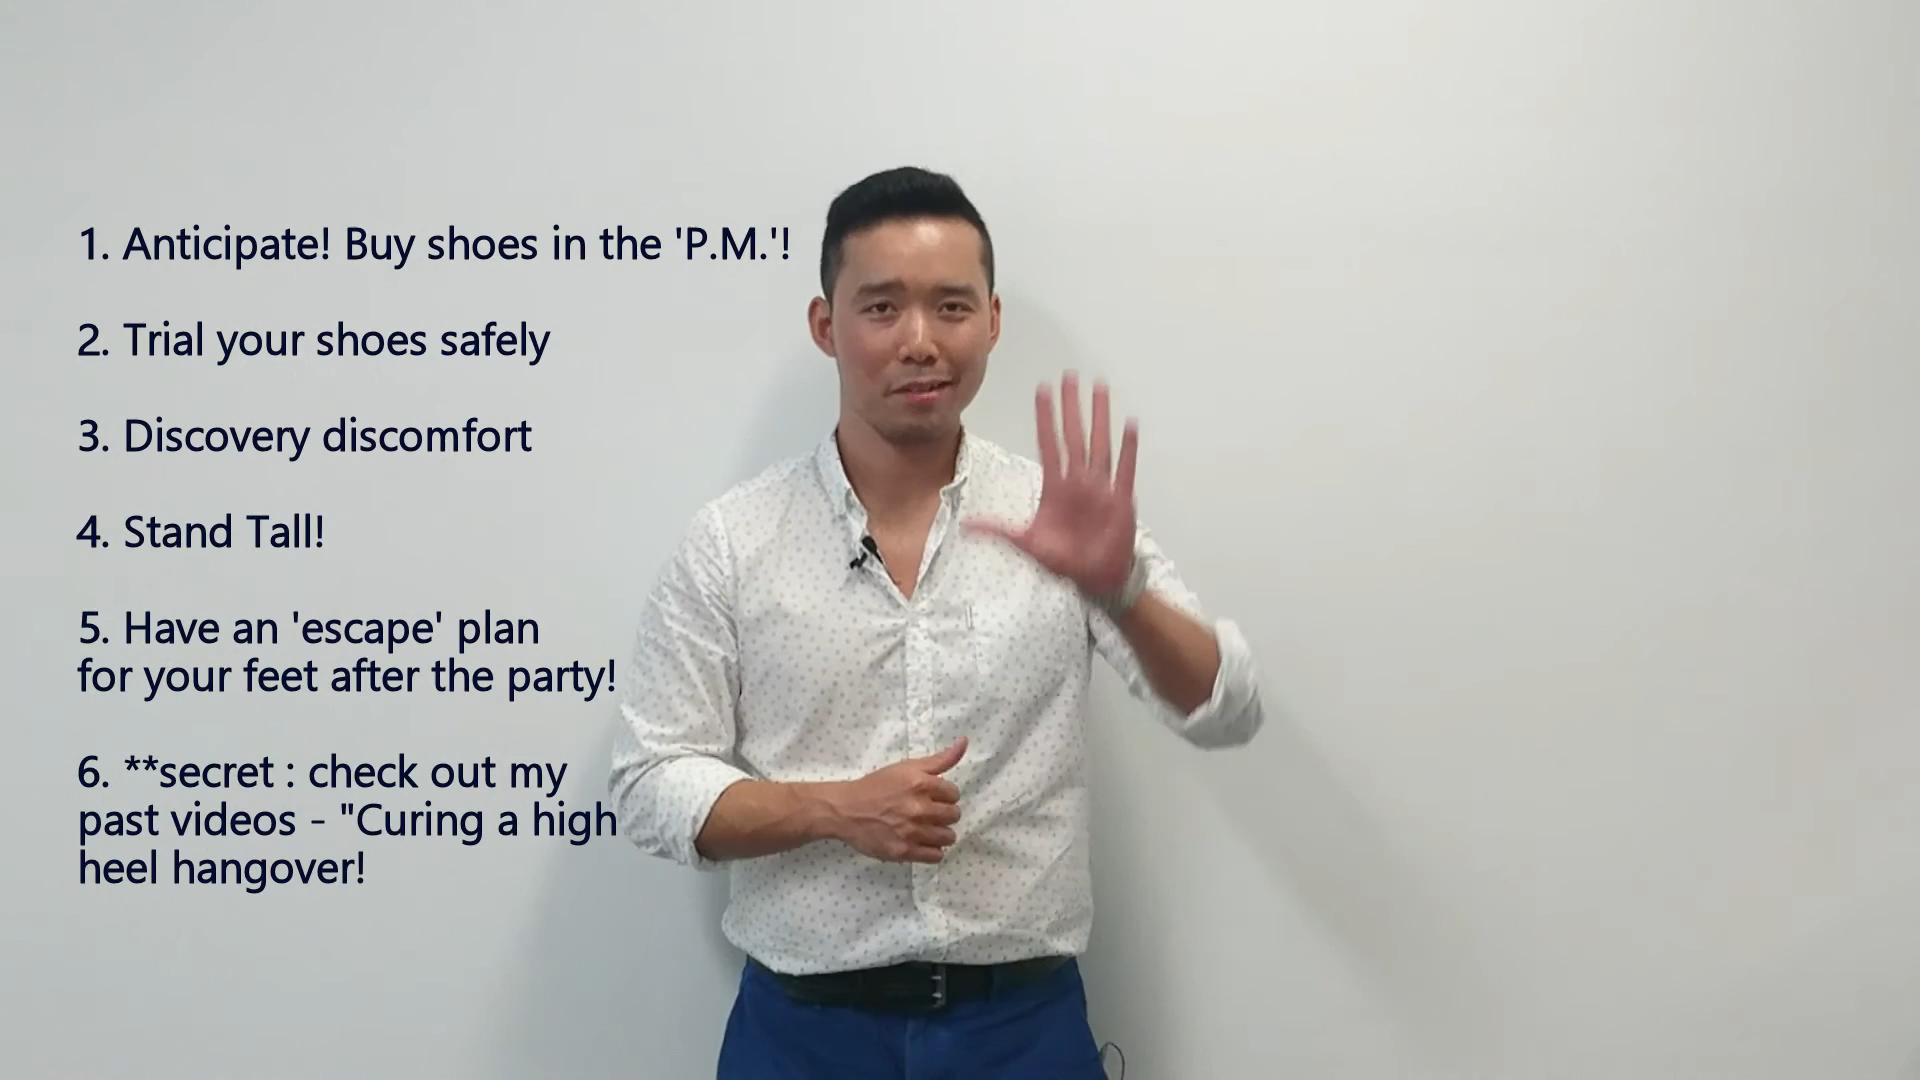 1. Anticipate! Buy shoes in the 'P.M.'!
2. Trial your shoes safely
3. Discovery discomfort
4. Stand Tall!
5. Have an 'escape' plan
for your feet after the party!
6. **secret : check out my
past videos - "Curing a high
heel hangover!